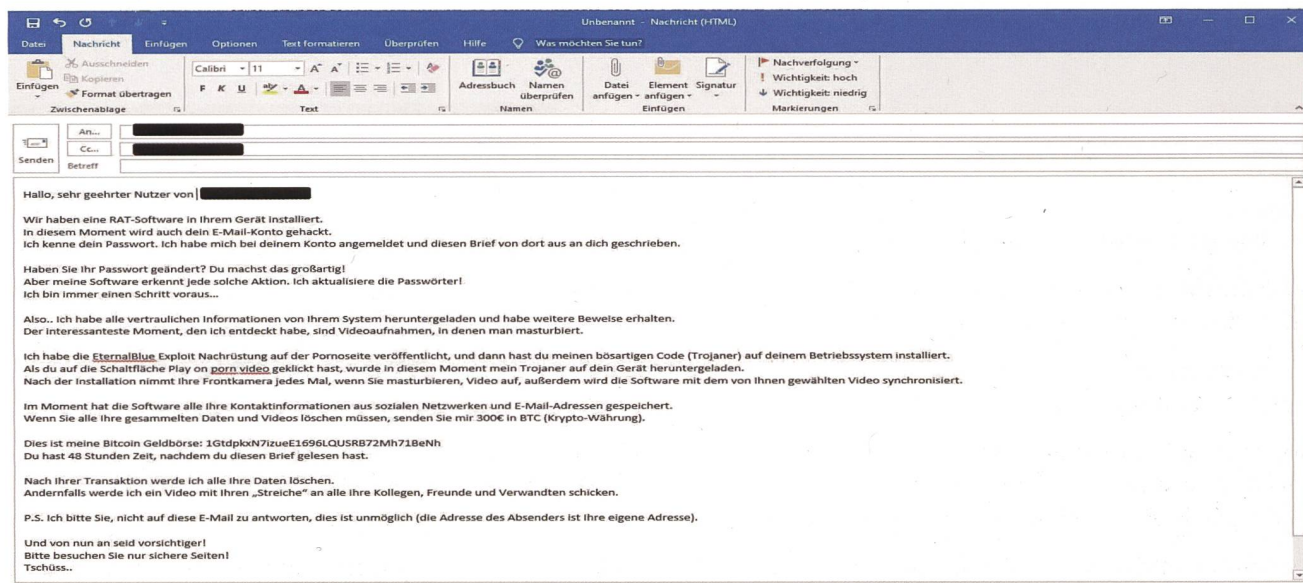 Unbenannt - Nachricht (HTML)
Datei Nachricht Einfügen Optionen Text formatieren Überprüfen Hilfe Was möchten Sie tun?
Einfügen
Ausschneiden
Kopieren
Format übertragen
Zwischenablage
Calibri 11
F K U
Text
Adressbuch
Namen überprüfen
Namen
Datei anfügen
Element anfügen
Signatur
Einfügen
Nachverfolgung
Wichtigkeit: hoch
Wichtigkeit: niedrig
Markierungen
Senden
An...
Cc...
Betreff
Hallo, sehr geehrter Nutzer von
Wir haben eine RAT-Software in Ihrem Gerät installiert.
In diesem Moment wird auch dein E-Mail-Konto gehackt.
Ich kenne dein Passwort. Ich habe mich bei deinem Konto angemeldet und diesen Brief von dort aus an dich geschrieben.
Haben Sie Ihr Passwort geändert? Du machst das großartig!
Aber meine Software erkennt jede solche Aktion. Ich aktualisiere die Passwörter!
Ich bin immer einen Schritt voraus...
Also.. Ich habe alle vertraulichen Informationen von Ihrem System heruntergeladen und habe weitere Beweise erhalten.
Der interessanteste Moment, den ich entdeckt habe, sind Videoaufnahmen, in denen man masturbiert.
Ich habe die EternalBlue Exploit Nachrüstung auf der Pornoseite veröffentlicht, und dann hast du meinen bösartigen Code (Trojaner) auf deinem Betriebssystem installiert.
Als du auf die Schaltfläche Play on porn video geklickt hast, wurde in diesem Moment mein Trojaner auf dein Gerät heruntergeladen.
Nach der Installation nimmt Ihre Frontkamera jedes Mal, wenn Sie masturbieren, Video auf, außerdem wird die Software mit dem von Ihnen gewählten Video synchronisiert.
Im Moment hat die Software alle Ihre Kontaktinformationen aus sozialen Netzwerken und E-Mail-Adressen gespeichert.
Wenn Sie alle Ihre gesammelten Daten und Videos löschen müssen, senden Sie mir 300€ in BTC (Krypto-Währung).
Dies ist meine Bitcoin Geldbörse: 1GtdpkxN7izueE1696LQUSRB72Mh71BeNh
Du hast 48 Stunden Zeit, nachdem du diesen Brief gelesen hast.
Nach Ihrer Transaktion werde ich alle Ihre Daten löschen.
Andernfalls werde ich ein Video mit Ihren „Streiche“ an alle Ihre Kollegen, Freunde und Verwandten schicken.
P.S. Ich bitte Sie, nicht auf diese E-Mail zu antworten, dies ist unmöglich (die Adresse des Absenders ist Ihre eigene Adresse).
Und von nun an seid vorsichtiger!
Bitte besuchen Sie nur sichere Seiten!
Tschüss..